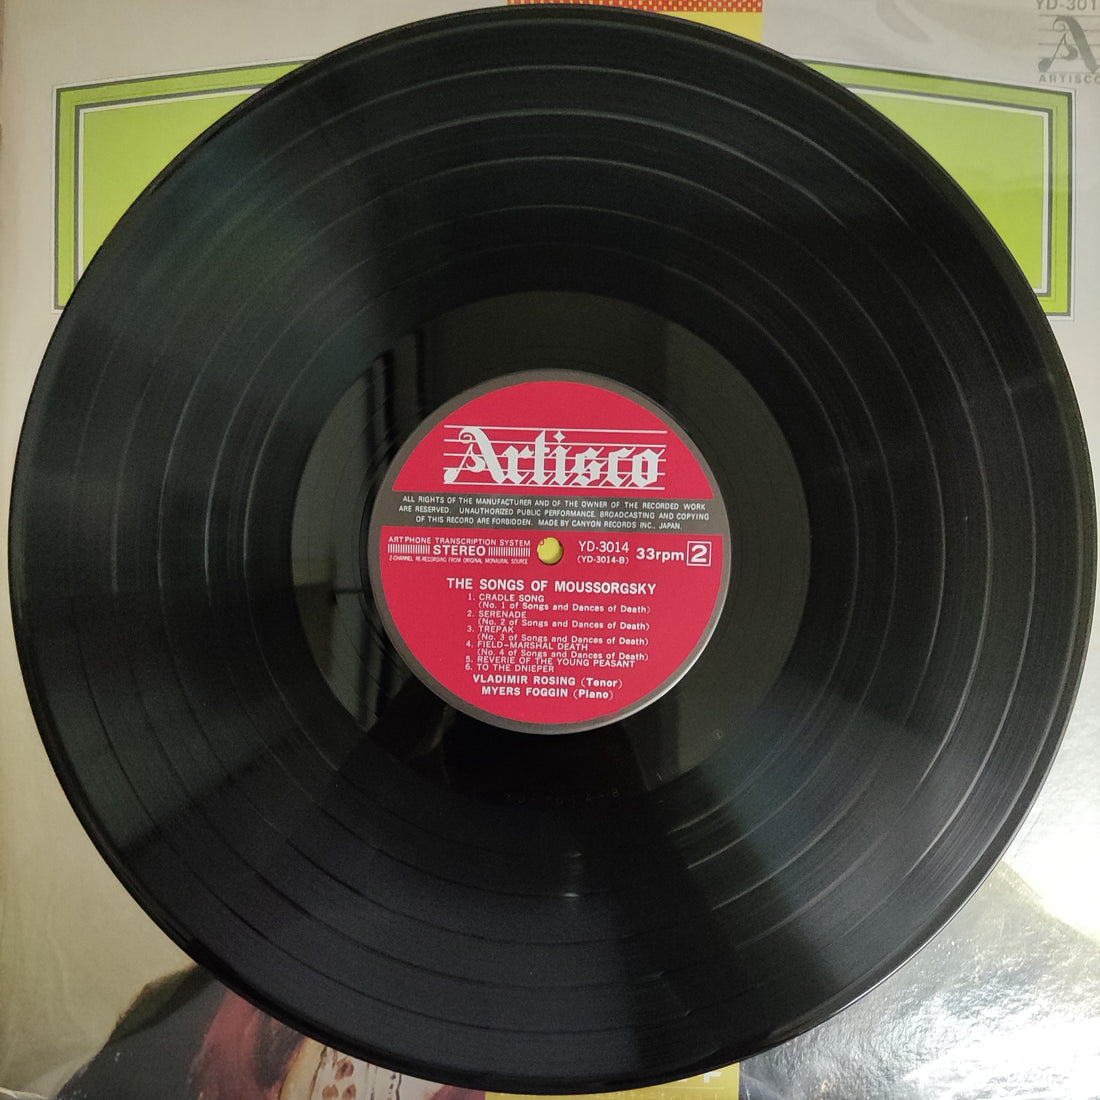 YD-301
A
ARTISCO
Artisco
ALL RIGHTS OF THE MANUFACTURER AND OF THE OWNER OF THE RECORDED WORK
ARE RESERVED. UNAUTHORIZED PUBLIC PERFORMANCE, BROADCASTING AND COPYING
OF THIS RECORD ARE FORBIDDEN. MADE BY CANYON RECORDS INC., JAPAN.
ARTPHONE TRANSCRIPTION SYSTEM
STEREO
2-CHANNEL RE-RECORDING FROM ORIGINAL MONAURAL SOURCE
YD-3014
(YD-3014-B)
33rpm 2
THE SONGS OF MOUSSORGSKY
1. CRADLE SONG
(No. 1 of Songs and Dances of Death)
2. SERENADE
(No. 2 of Songs and Dances of Death)
3. TREPAK
(No. 3 of Songs and Dances of Death)
4. FIELD-MARSHAL DEATH
(No. 4 of Songs and Dances of Death)
5. REVERIE OF THE YOUNG PEASANT
6. TO THE DNIEPER
VLADIMIR ROSING (Tenor)
MYERS FOGGIN (Piano)